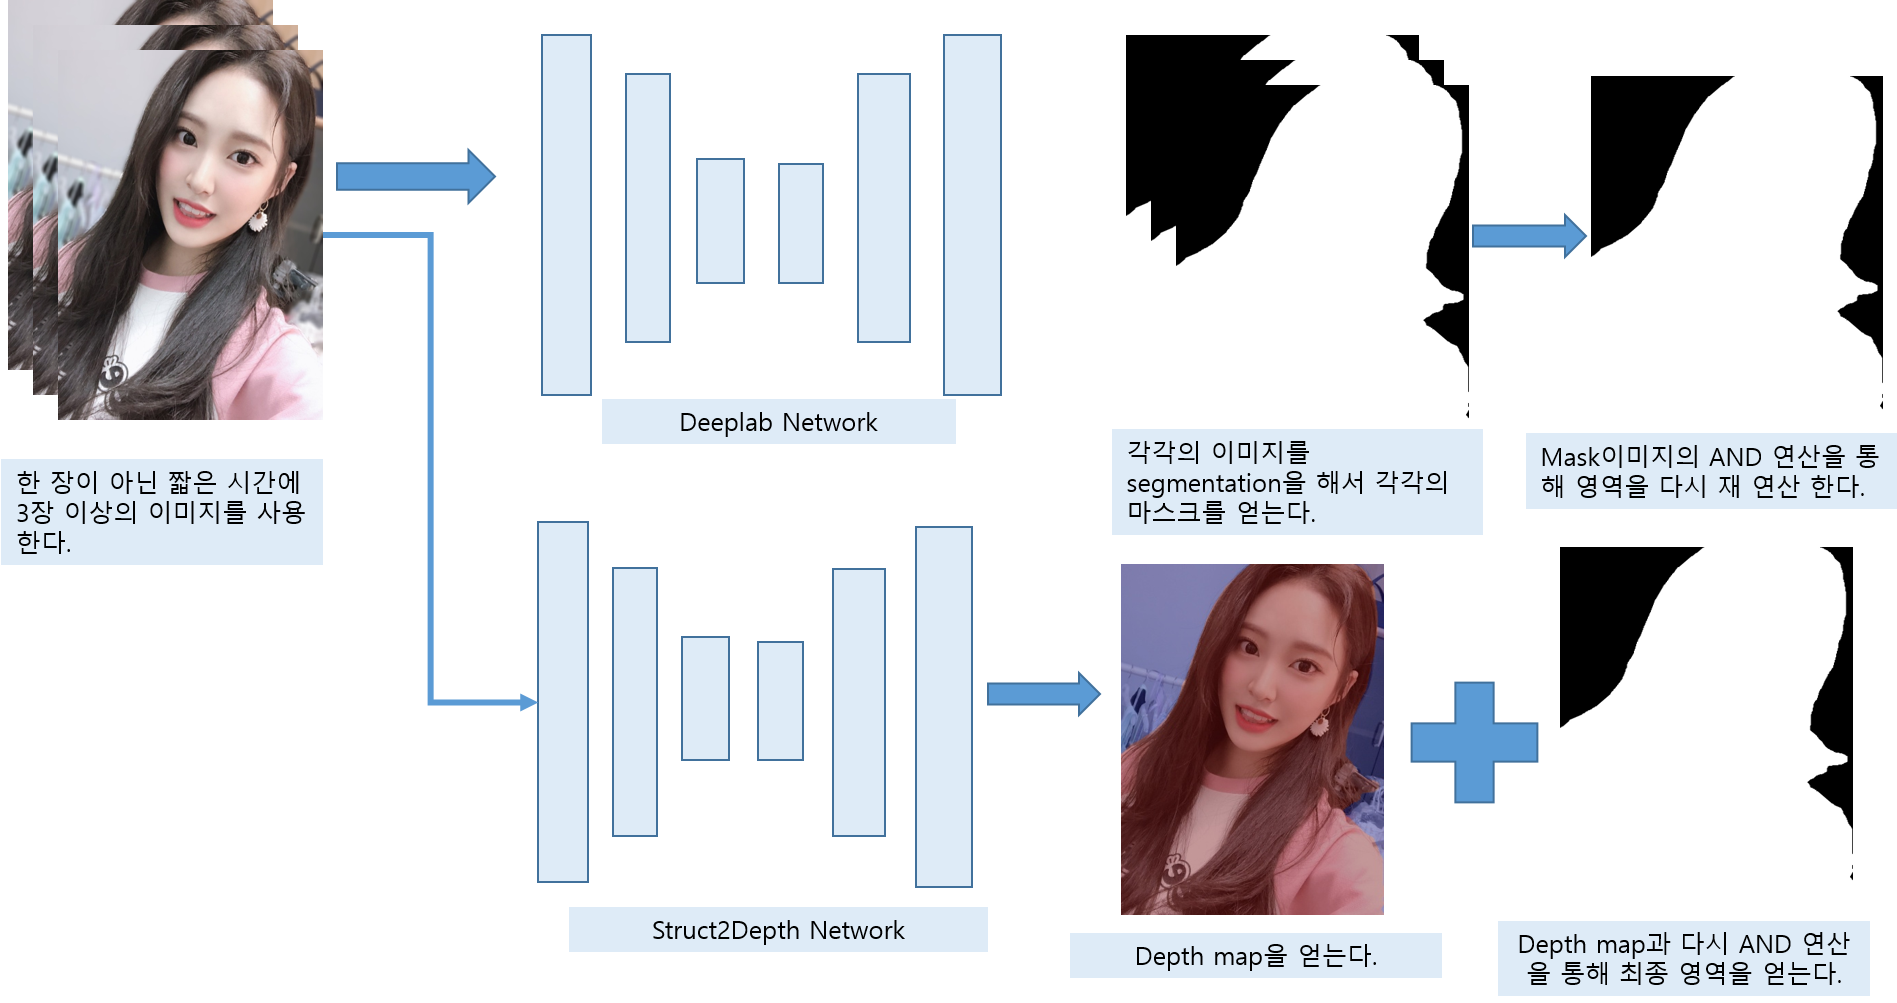 한 장이 아닌 짧은 시간에
3장 이상의 이미지를 사용
한다.
Deeplab Network
각각의 이미지를
segmentation을 해서 각각의
마스크를 얻는다.
Mask이미지의 AND 연산을 통
해 영역을 다시 재 연산 한다.
Struct2Depth Network
Depth map을 얻는다.
Depth map과 다시 AND 연산
을 통해 최종 영역을 얻는다.